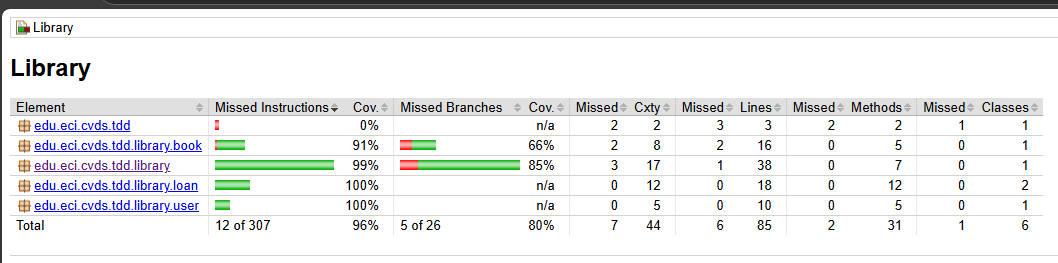 Library
Library
Element Missed Instructions Cov. Missed Branches Cov. Missed Cxty Missed Lines Missed Methods Missed Classes
edu.eci.cvds.tdd 0% n/a 2 2 3 3 2 2 1 1
edu.eci.cvds.tdd.library.book 91% 66% 2 8 2 16 0 5 0 1
edu.eci.cvds.tdd.library 99% 85% 3 17 1 38 0 7 0 1
edu.eci.cvds.tdd.library.loan 100% n/a 0 12 0 18 0 12 0 2
edu.eci.cvds.tdd.library.user 100% n/a 0 5 0 10 0 5 0 1
Total 12 of 307 96% 5 of 26 80% 7 44 6 85 2 31 1 6